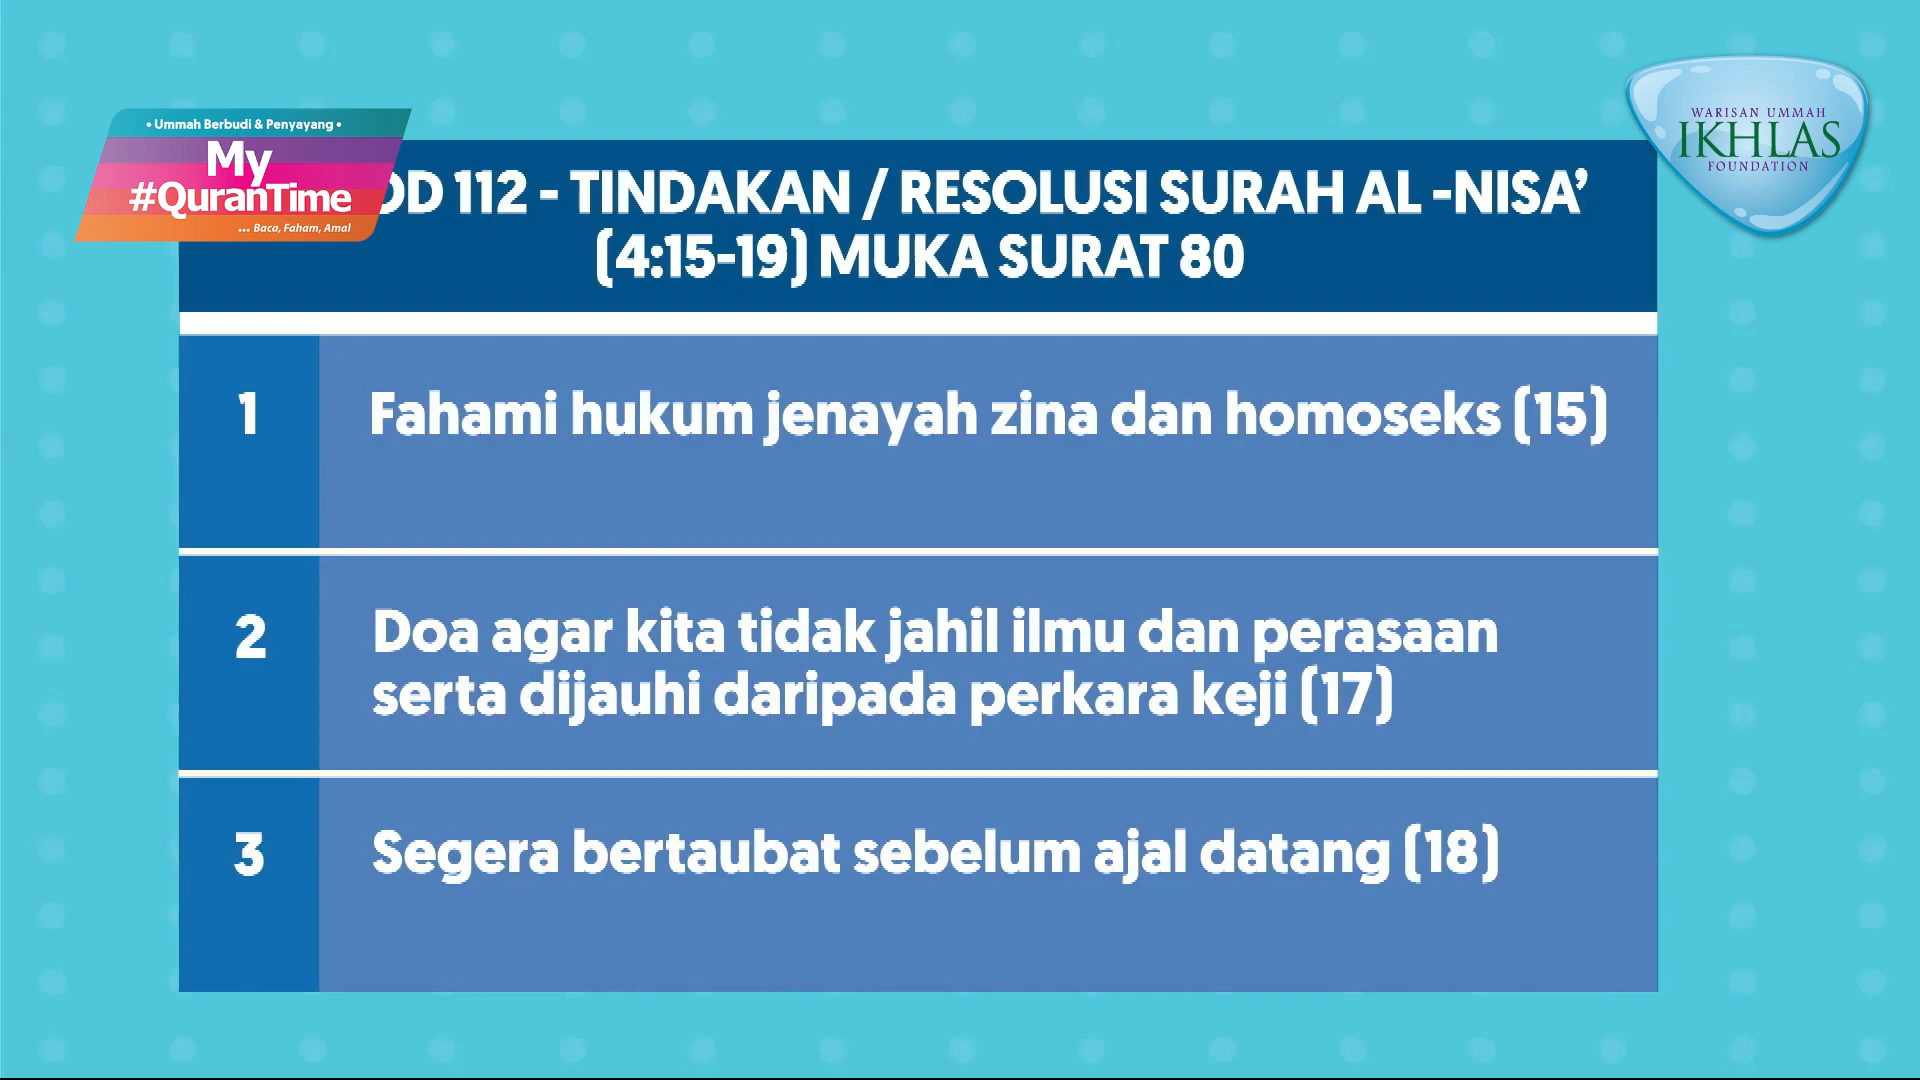 • Ummah Berbudi & Penyayang •
My
#QuranTime
... Baca, Faham, Amal
WARISAN UMMAH
IKHLAS
FOUNDATION
112 - TINDAKAN / RESOLUSI SURAH AL -NISA’
(4:15-19) MUKA SURAT 80
1
Fahami hukum jenayah zina dan homoseks (15)
2
Doa agar kita tidak jahil ilmu dan perasaan
serta dijauhi daripada perkara keji (17)
3
Segera bertaubat sebelum ajal datang (18)